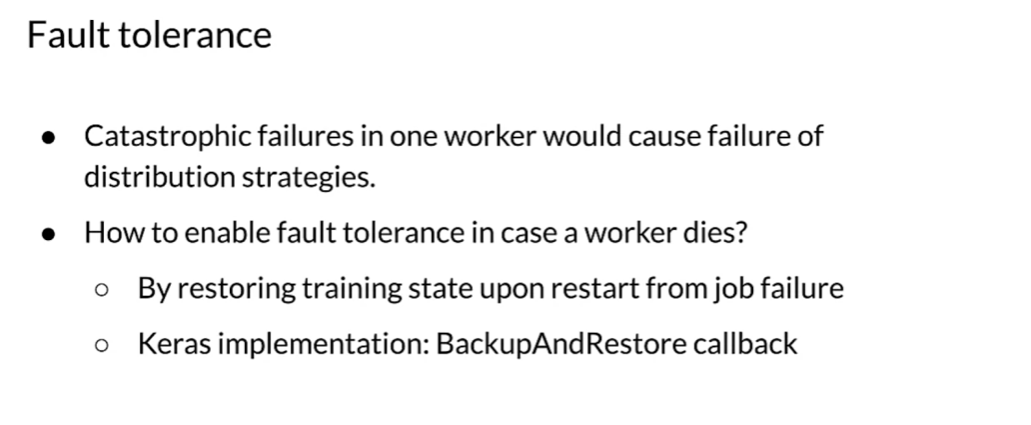 Fault tolerance
● Catastrophic failures in one worker would cause failure of
distribution strategies.
● How to enable fault tolerance in case a worker dies?
○ By restoring training state upon restart from job failure
○ Keras implementation: BackupAndRestore callback